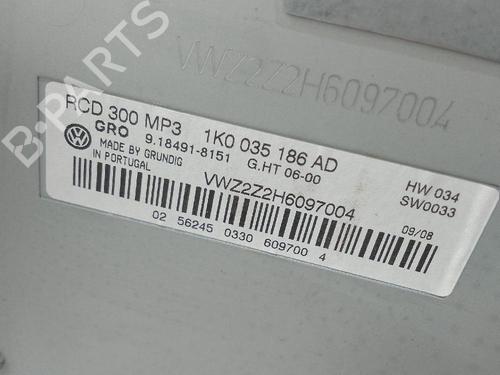 VWZ2Z2H6097004
RCD 300 MP3 1K0 035 186 AD
GRO 9.18491-8151 G.HT 06-00
MADE BY GRUNDIG
IN PORTUGAL
HW 034
SW0033
VWZ2Z2H6097004
09/08
02 56245 0330 609700 4
B-PARTS